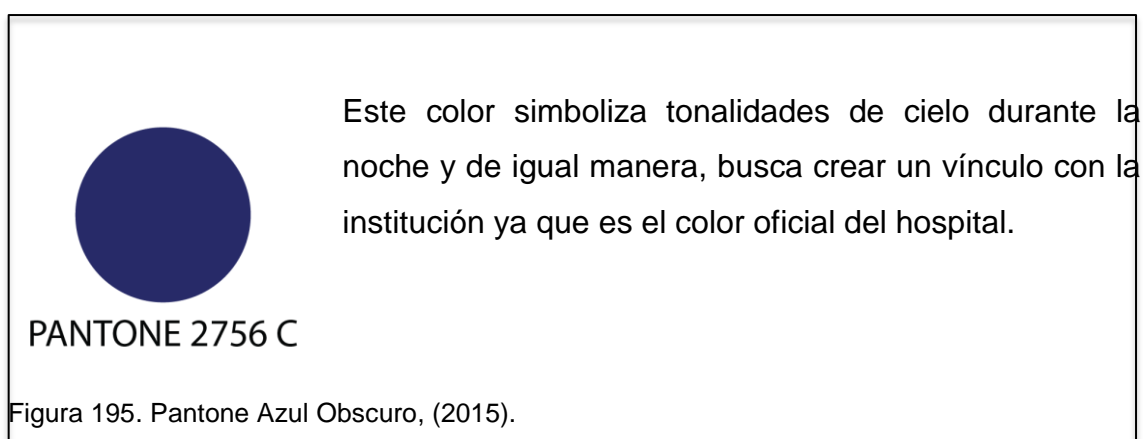 Este color simboliza tonalidades de cielo durante la
noche y de igual manera, busca crear un vínculo con la
institución ya que es el color oficial del hospital.
PANTONE 2756 C
Figura 195. Pantone Azul Obscuro, (2015).